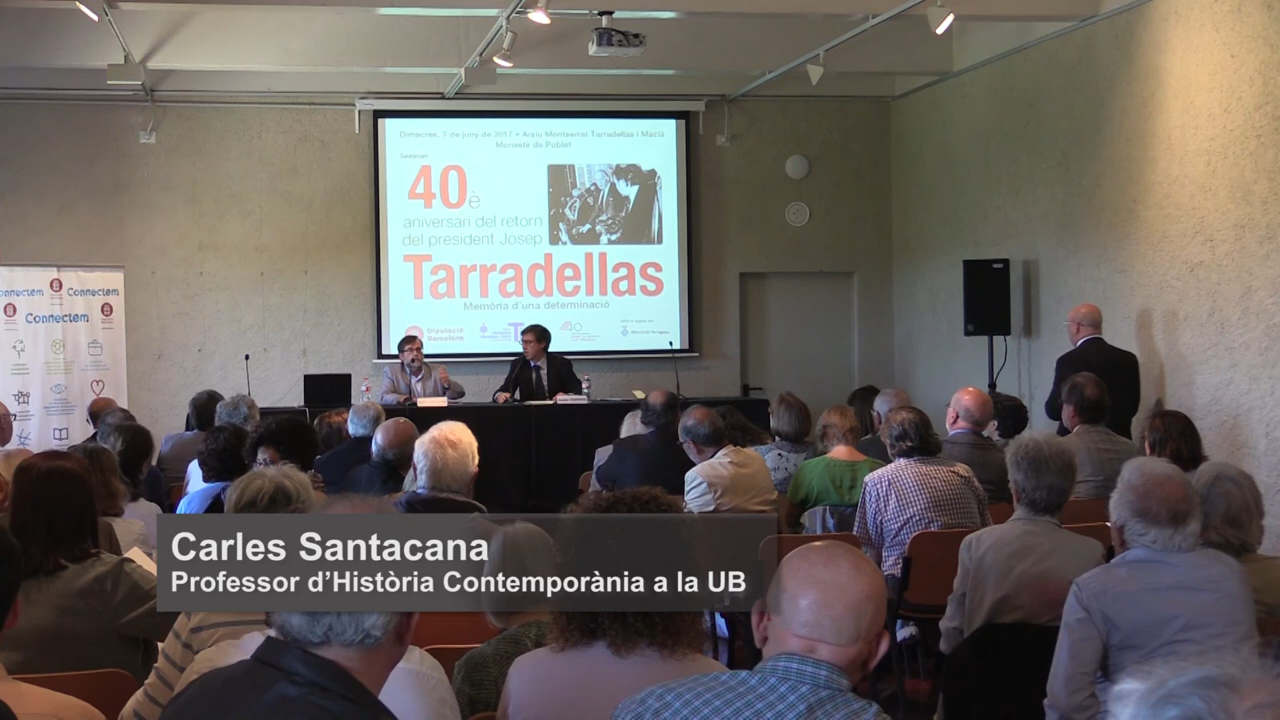 Dimecres, 7 de juny de 2017 • Arxiu Montserrat Tarradellas i Macià
Monestir de Poblet
40è
aniversari del retorn
del president Josep
Tarradellas
Memòria d'una determinació
Diputació
Barcelona
Connectem
Connectem
Connectem
Carles Santacana
Professor d'Història Contemporània a la UB